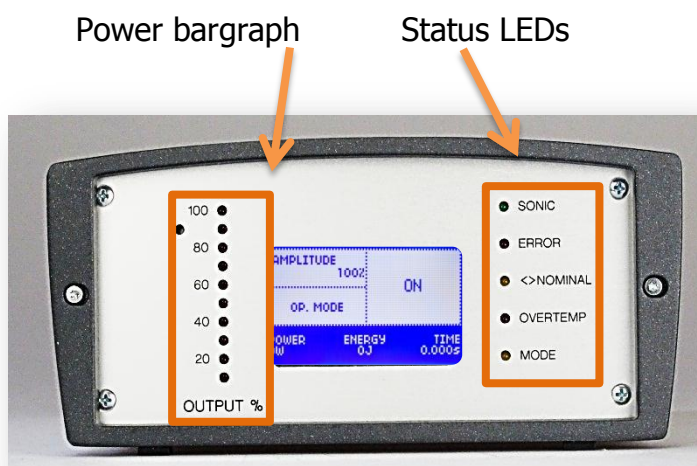 Power bargraph
Status LEDs
100
80
60
40
20
OUTPUT %
AMPLITUDE
100%
ON
OP. MODE
POWER ENERGY TIME
0J 0.000s
SONIC
ERROR
<>NOMINAL
OVERTEMP
MODE